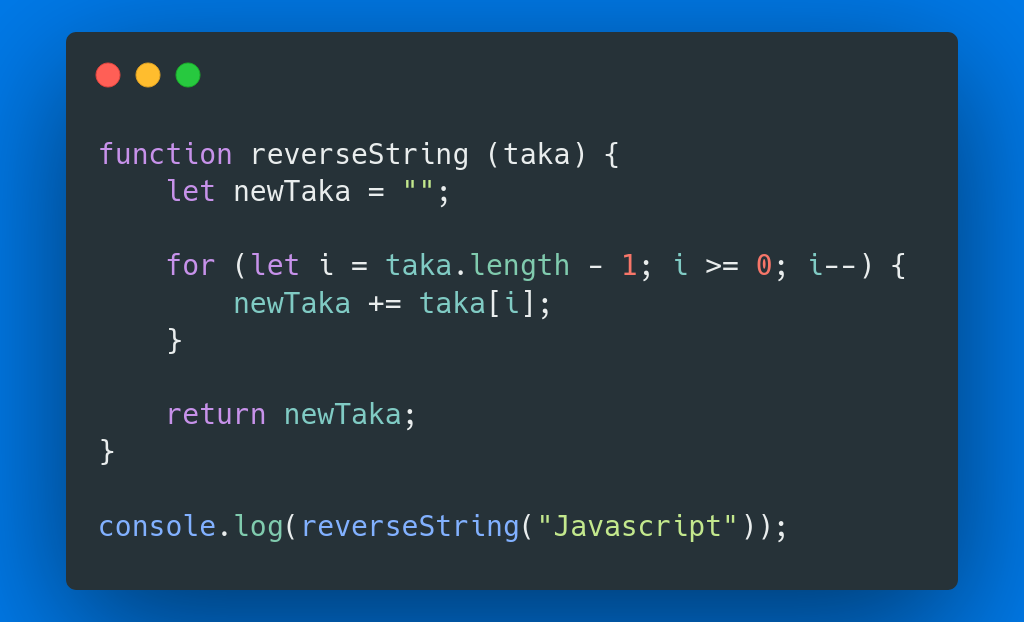 function reverseString (taka) {
    let newTaka = "";

    for (let i = taka.length - 1; i >= 0; i--) {
        newTaka += taka[i];
    }

    return newTaka;
}

console.log(reverseString("Javascript"));